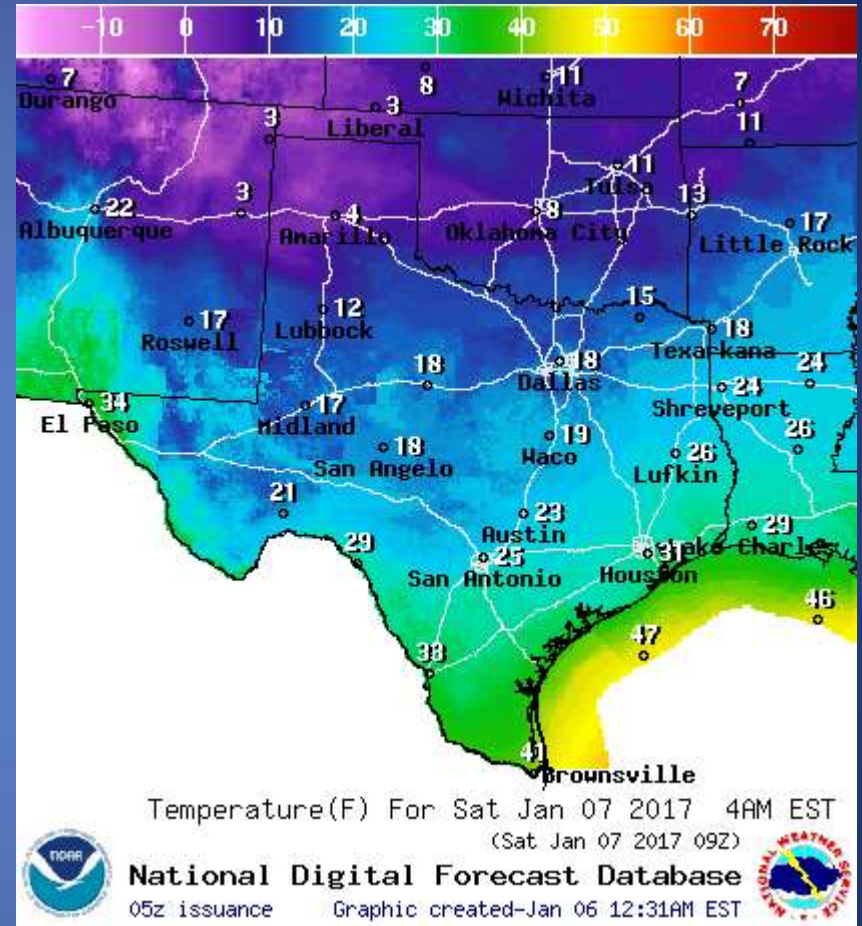 -10 0 10 20 30 40 50 60 70
7 8 11 7
Durango Wichita
3 3 11
Liberal
11
Tulsa
22 3 4 8 13 17
Albuquerque Amarillo Oklahoma City Little Rock
17 12 15 18
Roswell Lubbock Texarkana
18 18 24
Dallas
34 17 24
El Paso Midland Shreveport
18 19 26 26
San Angelo Waco Lufkin
21 23 29
Austin
29 25 31 Lake Charles
San Antonio Houston
46
47
33
41
Brownsville
Temperature(F) For Sat Jan 07 2017 4AM EST
(Sat Jan 07 2017 09Z)
NOAA
NATIONAL WEATHER SERVICE
National Digital Forecast Database
05z issuance Graphic created-Jan 06 12:31AM EST